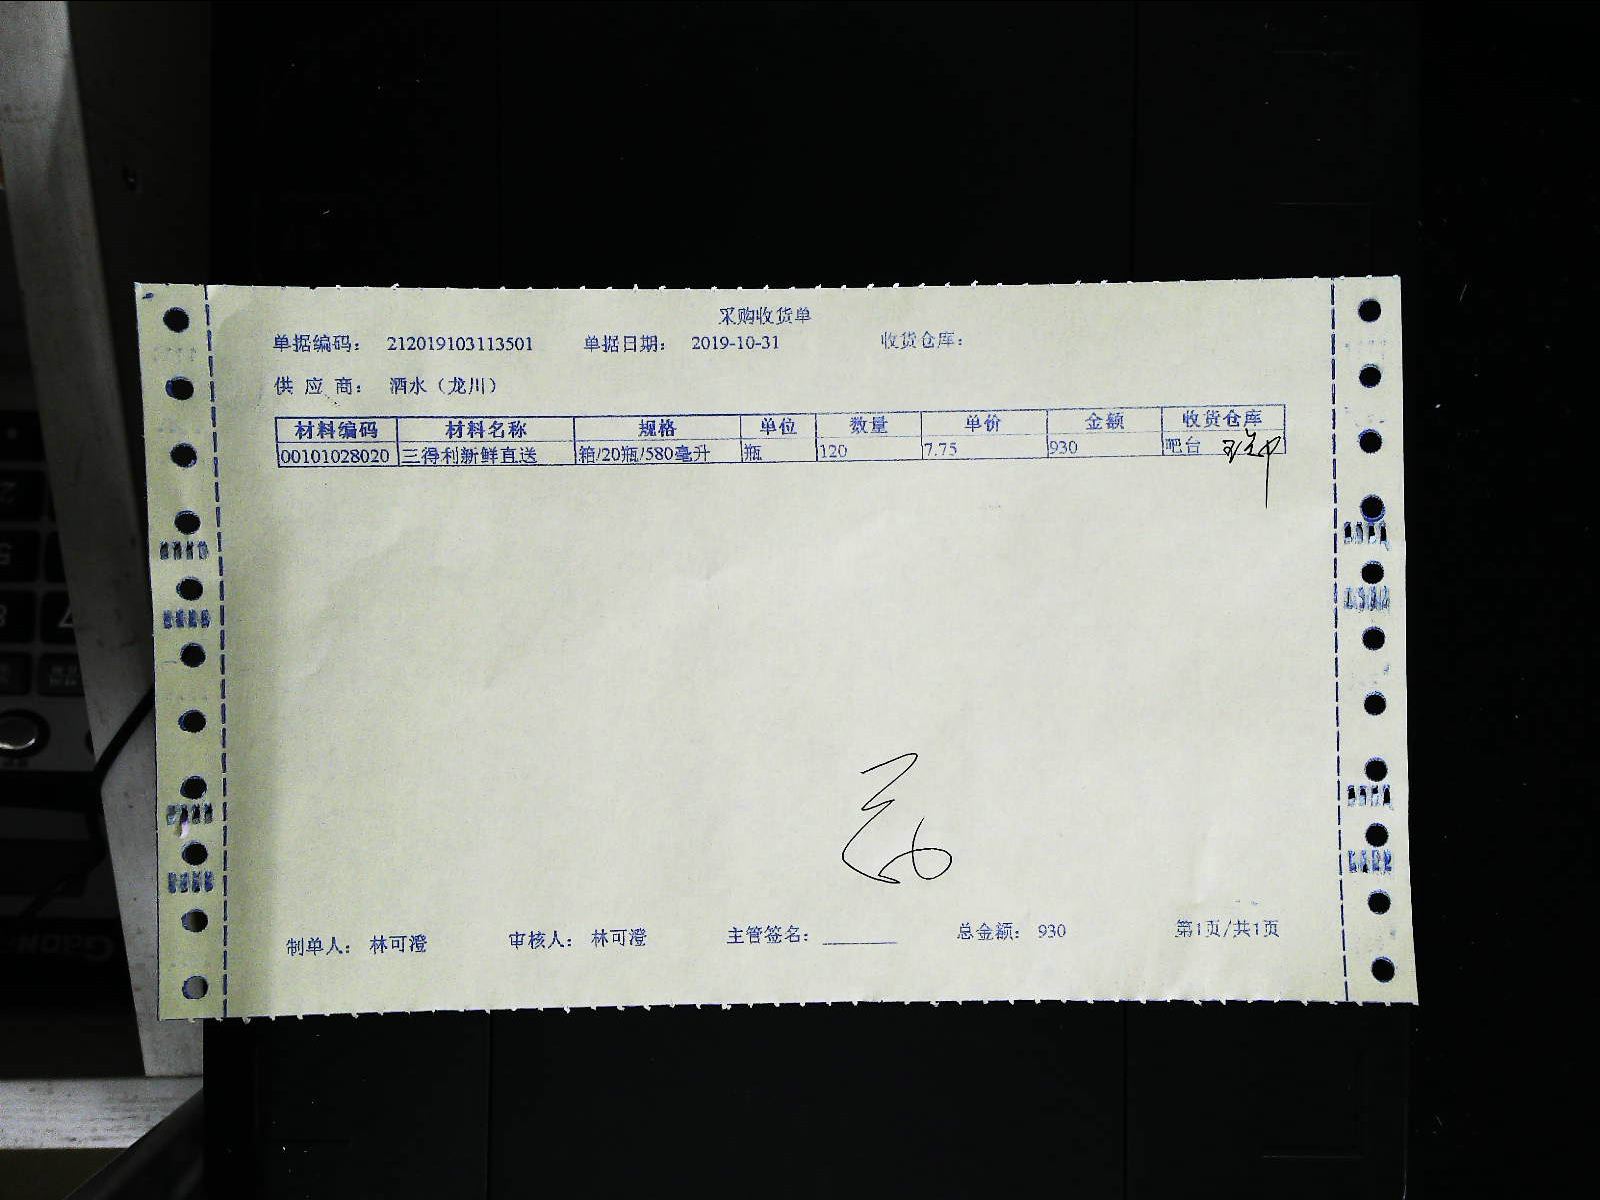 采购收货单
单据编码： 212019103113501 单据日期： 2019-10-31 收货仓库：
供 应 商： 酒水（龙川）
材料编码 材料名称 规格 单位 数量 单价 金额 收货仓库
00101028020 三得利新鲜直送 箱/20瓶/580毫升 瓶 120 7.75 930 吧台
制单人： 林可澄 审核人： 林可澄 主管签名： 总金额： 930 第1页/共1页